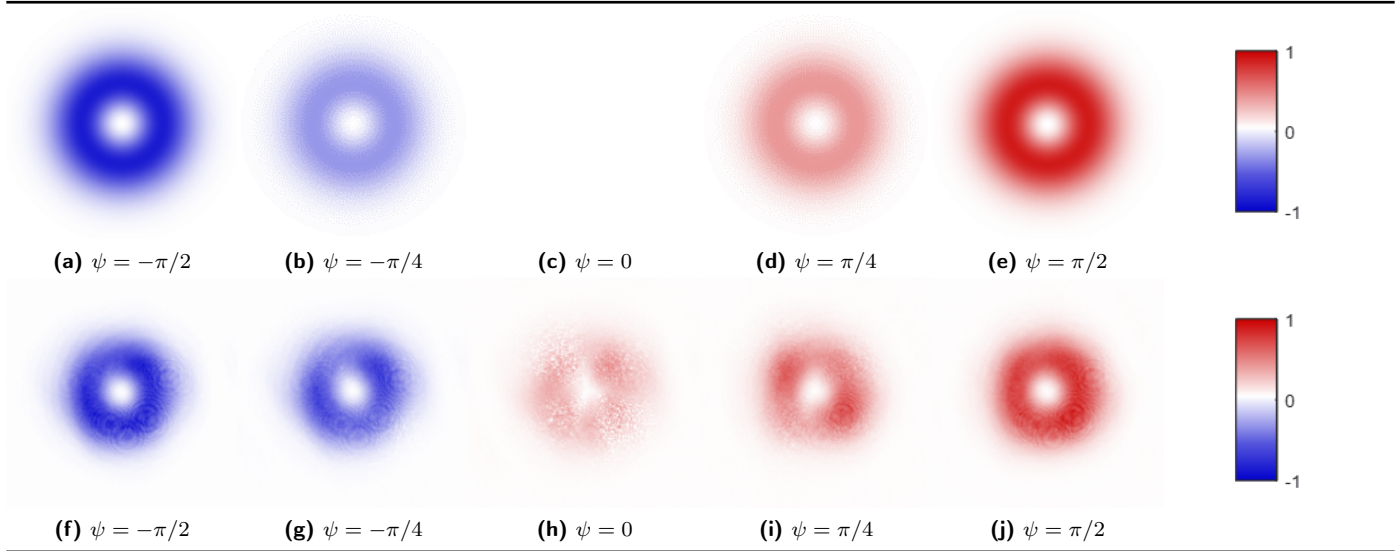 1
0
-1
(a) ψ = −π/2
(b) ψ = −π/4
(c) ψ = 0
(d) ψ = π/4
(e) ψ = π/2
1
0
-1
(f) ψ = −π/2
(g) ψ = −π/4
(h) ψ = 0
(i) ψ = π/4
(j) ψ = π/2